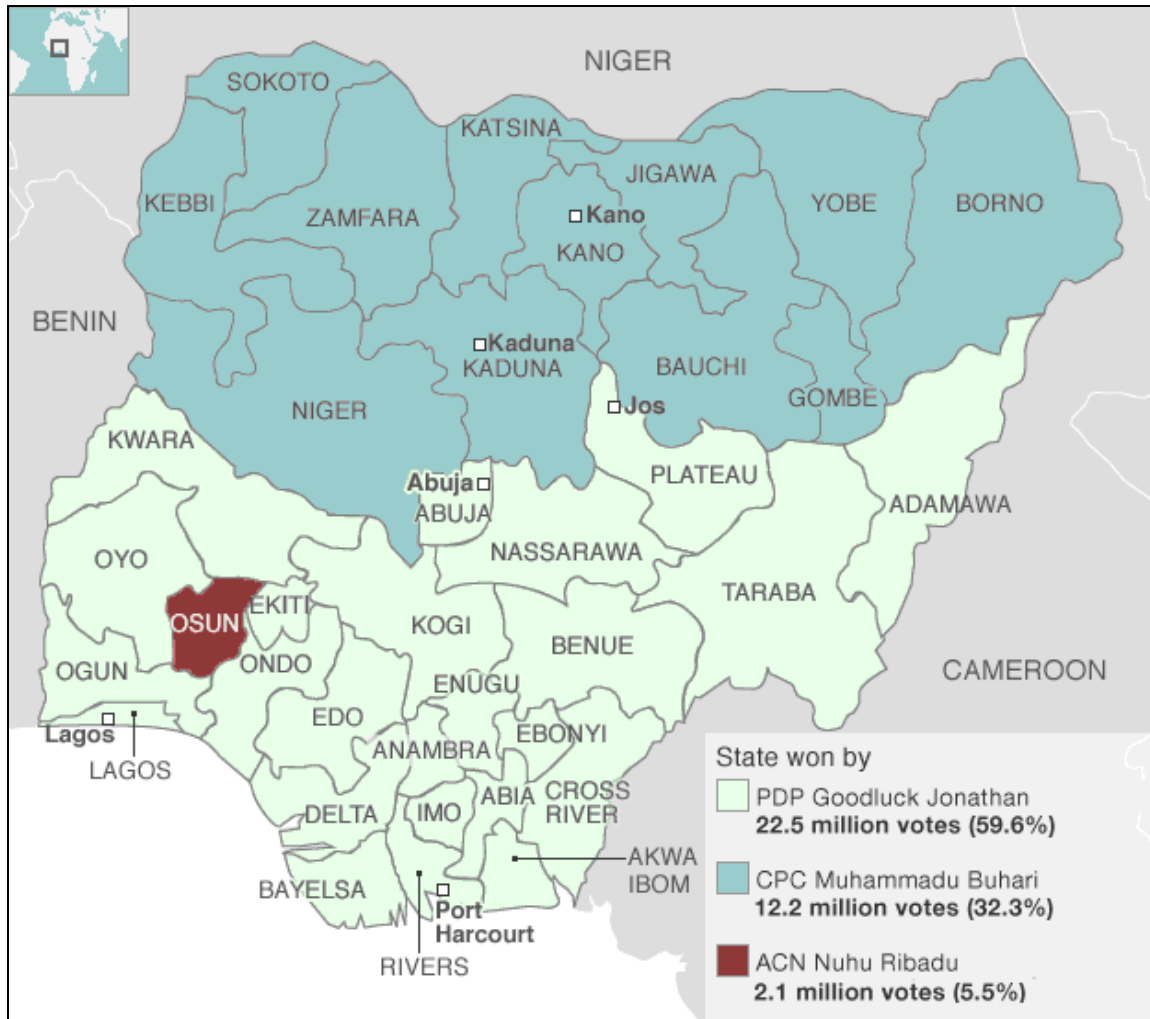 NIGER
SOKOTO
KATSINA
JIGAWA
KEBBI
ZAMFARA
YOBE
BORNO
Kano
KANO
BENIN
Kaduna
KADUNA
BAUCHI
GOMBE
NIGER
Jos
KWARA
PLATEAU
Abuja
ABUJA
ADAMAWA
OYO
NASSARAWA
TARABA
EKITI
OSUN
KOGI
BENUE
OGUN
ONDO
CAMEROON
ENUGU
EDO
EBONYI
Lagos
ANAMBRA
LAGOS
CROSS
RIVER
ABIA
DELTA
IMO
AKWA
IBOM
BAYELSA
Port
Harcourt
RIVERS
State won by
PDP Goodluck Jonathan
22.5 million votes (59.6%)
CPC Muhammadu Buhari
12.2 million votes (32.3%)
ACN Nuhu Ribadu
2.1 million votes (5.5%)